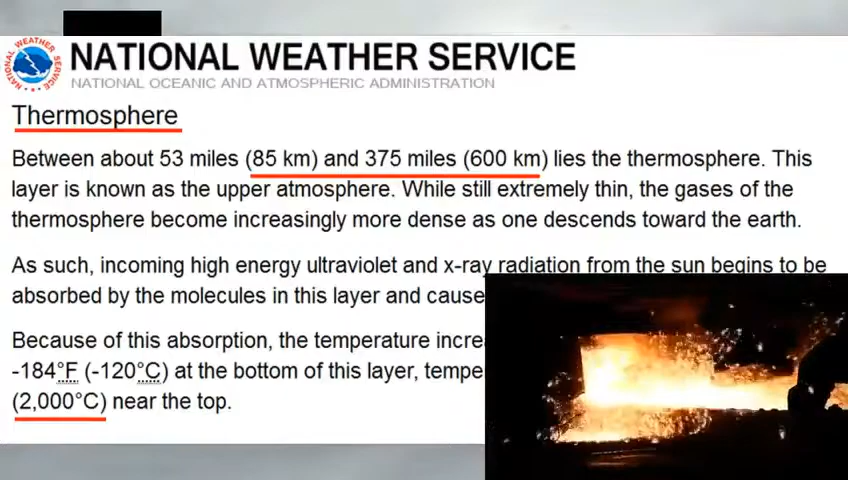 NATIONAL WEATHER SERVICE
NATIONAL OCEANIC AND ATMOSPHERIC ADMINISTRATION
NATIONAL WEATHER SERVICE
Thermosphere
Between about 53 miles (85 km) and 375 miles (600 km) lies the thermosphere. This
layer is known as the upper atmosphere. While still extremely thin, the gases of the
thermosphere become increasingly more dense as one descends toward the earth.
As such, incoming high energy ultraviolet and x-ray radiation from the sun begins to be
absorbed by the molecules in this layer and cause
Because of this absorption, the temperature incre
-184°F (-120°C) at the bottom of this layer, tempe
(2,000°C) near the top.